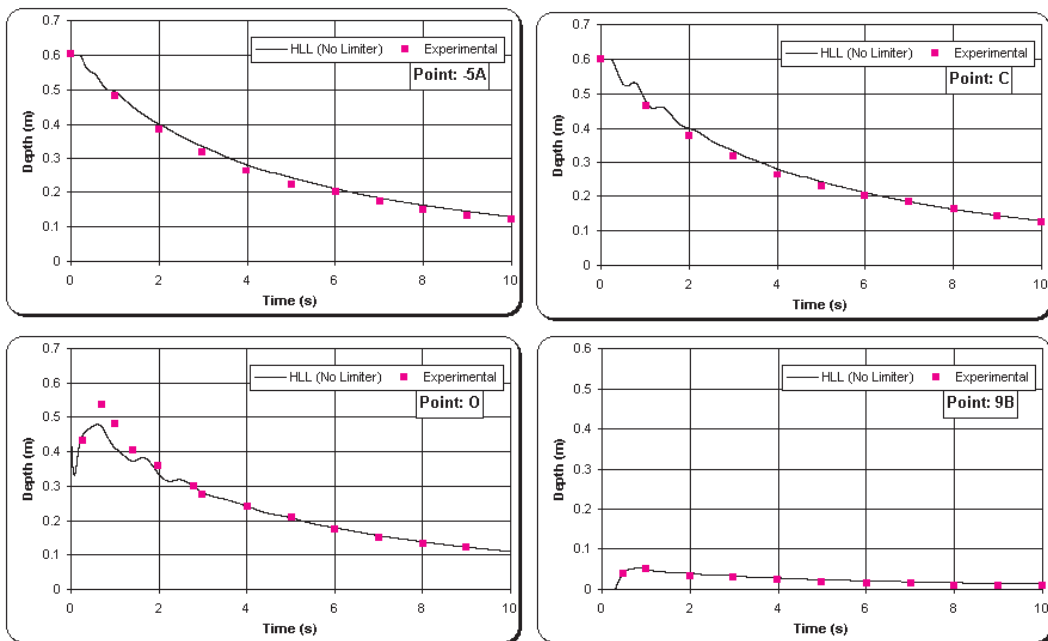 0.7
HLL (No Limiter) Experimental
0.6
Point: -5A
0.5
0.4
Depth (m)
0.3
0.2
0.1
0
0 2 4 6 8 10
Time (s)
0.7
HLL (No Limiter) Experimental
0.6
Point: C
0.5
0.4
Depth (m)
0.3
0.2
0.1
0
0 2 4 6 8 10
Time (s)
0.7
HLL (No Limiter) Experimental
0.6
Point: O
0.5
0.4
Depth (m)
0.3
0.2
0.1
0
0 2 4 6 8 10
Time (s)
0.6
HLL (No Limiter) Experimental
0.5
Point: 9B
0.4
Depth (m)
0.3
0.2
0.1
0
0 2 4 6 8 10
Time (s)